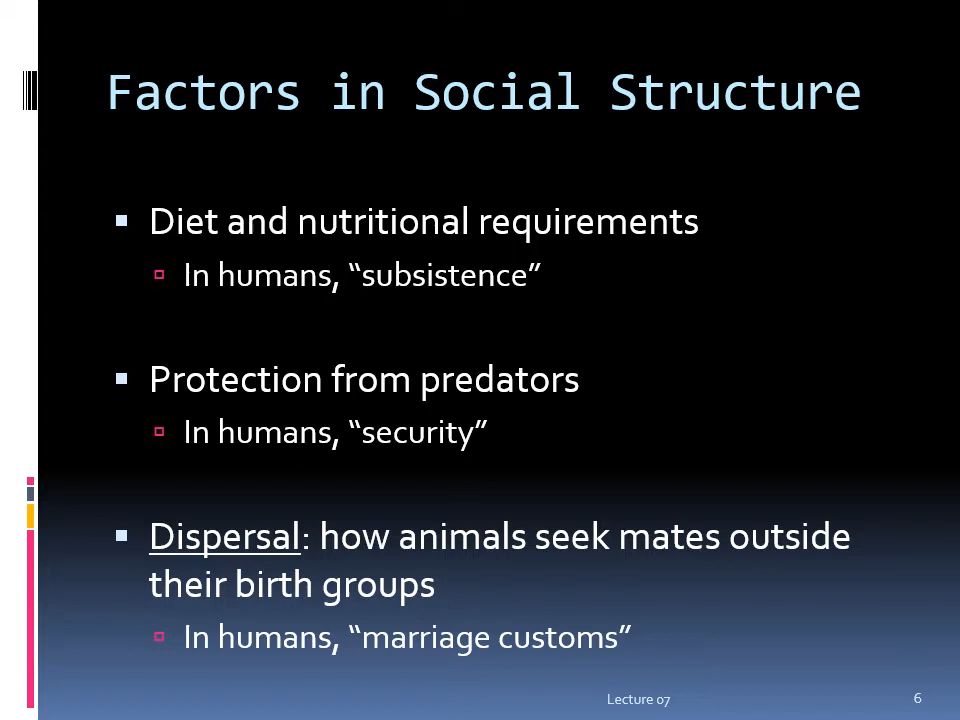 Factors in Social Structure
Diet and nutritional requirements
In humans, “subsistence”
Protection from predators
In humans, “security”
Dispersal: how animals seek mates outside
their birth groups
In humans, “marriage customs”
Lecture 07
6